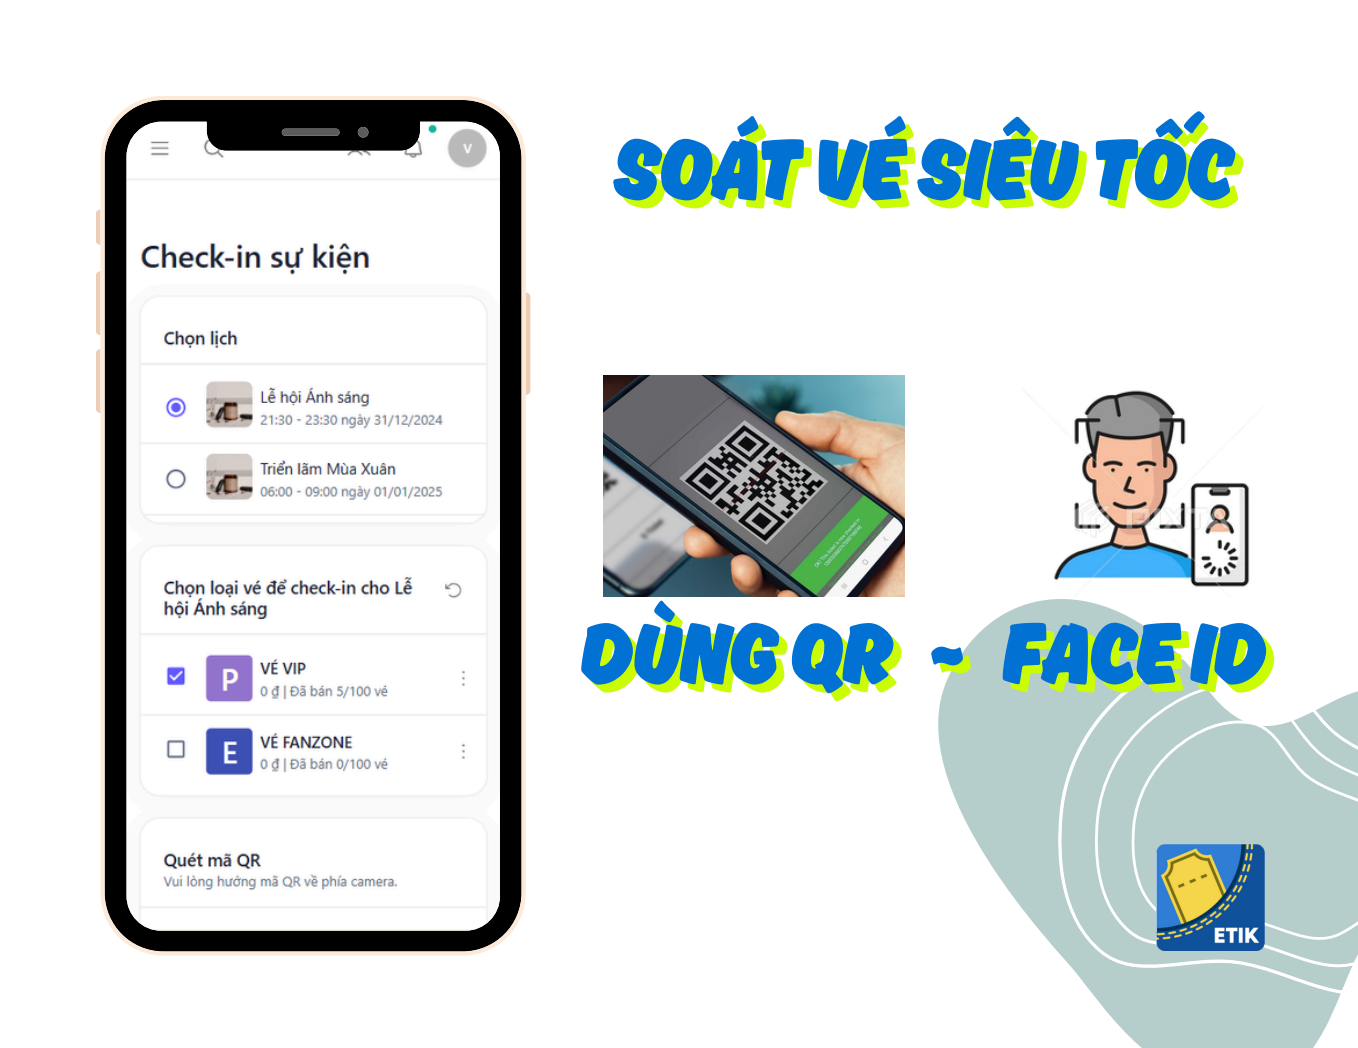 SOÁT VÉ SIÊU TỐC
V
Check-in sự kiện
Chọn lịch
Lễ hội Ánh sáng
21:30 - 23:30 ngày 31/12/2024
Triển lãm Mùa Xuân
06:00 - 09:00 ngày 01/01/2025
Chọn loại vé để check-in cho Lễ
hội Ánh sáng
P
VÉ VIP
0 ₫ | Đã bán 5/100 vé
E
VÉ FANZONE
0 ₫ | Đã bán 0/100 vé
Quét mã QR
Vui lòng hướng mã QR về phía camera.
DÙNG QR ~ FACE ID
ETIK